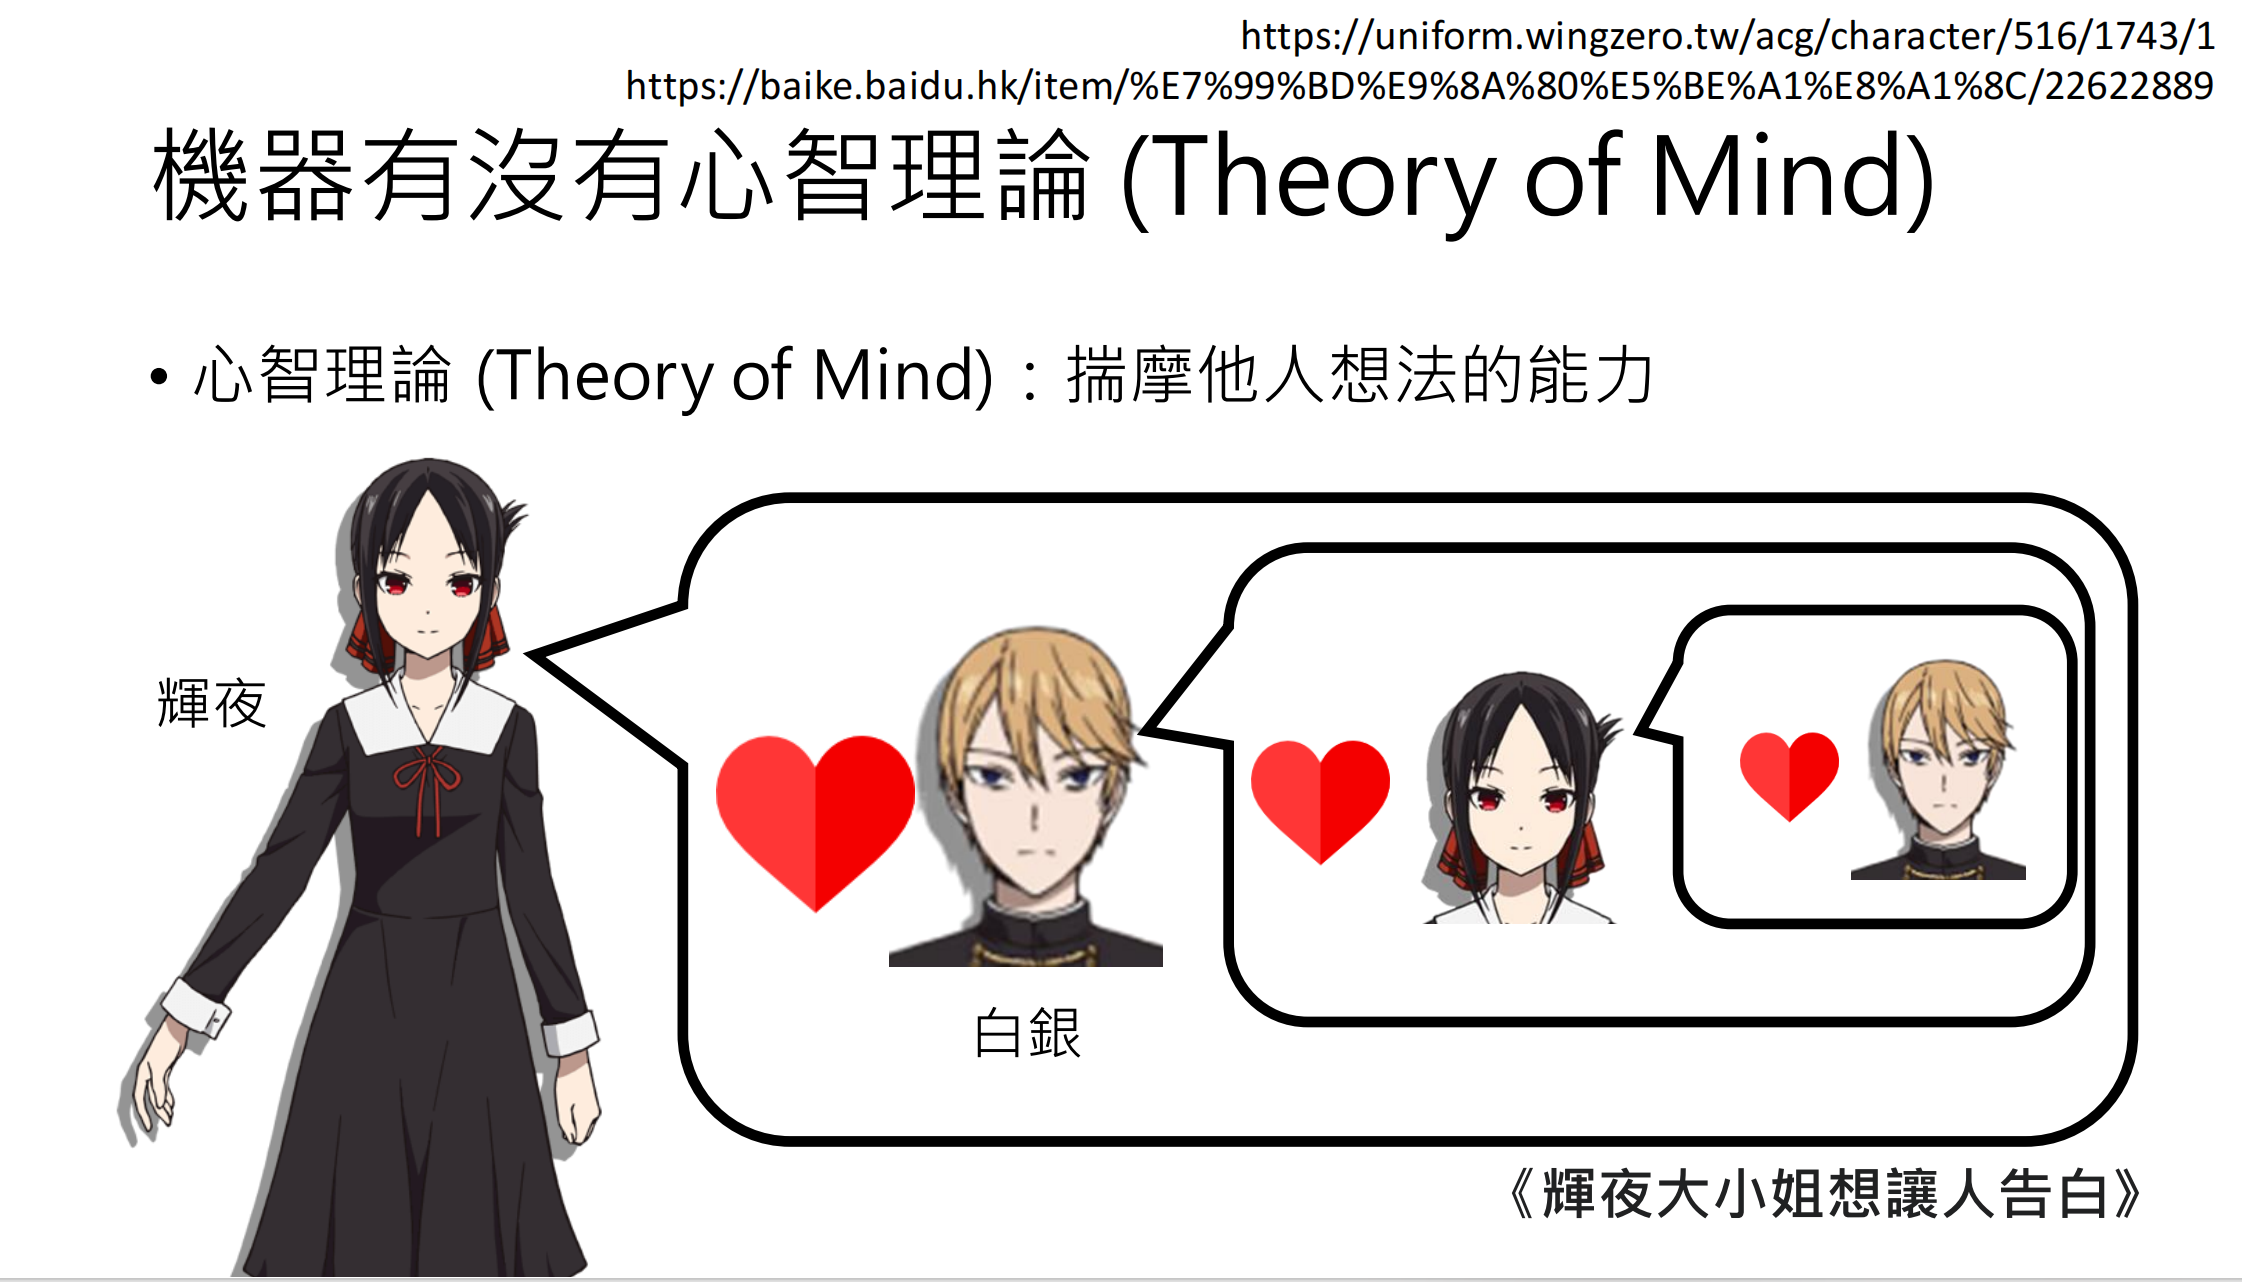 https://uniform.wingzero.tw/acg/character/516/1743/1
https://baike.baidu.hk/item/%E7%99%BD%E9%8A%80%E5%BE%A1%E8%A1%8C/22622889
機器有沒有心智理論 (Theory of Mind)
• 心智理論 (Theory of Mind)：揣摩他人想法的能力
輝夜
白銀
《輝夜大小姐想讓人告白》